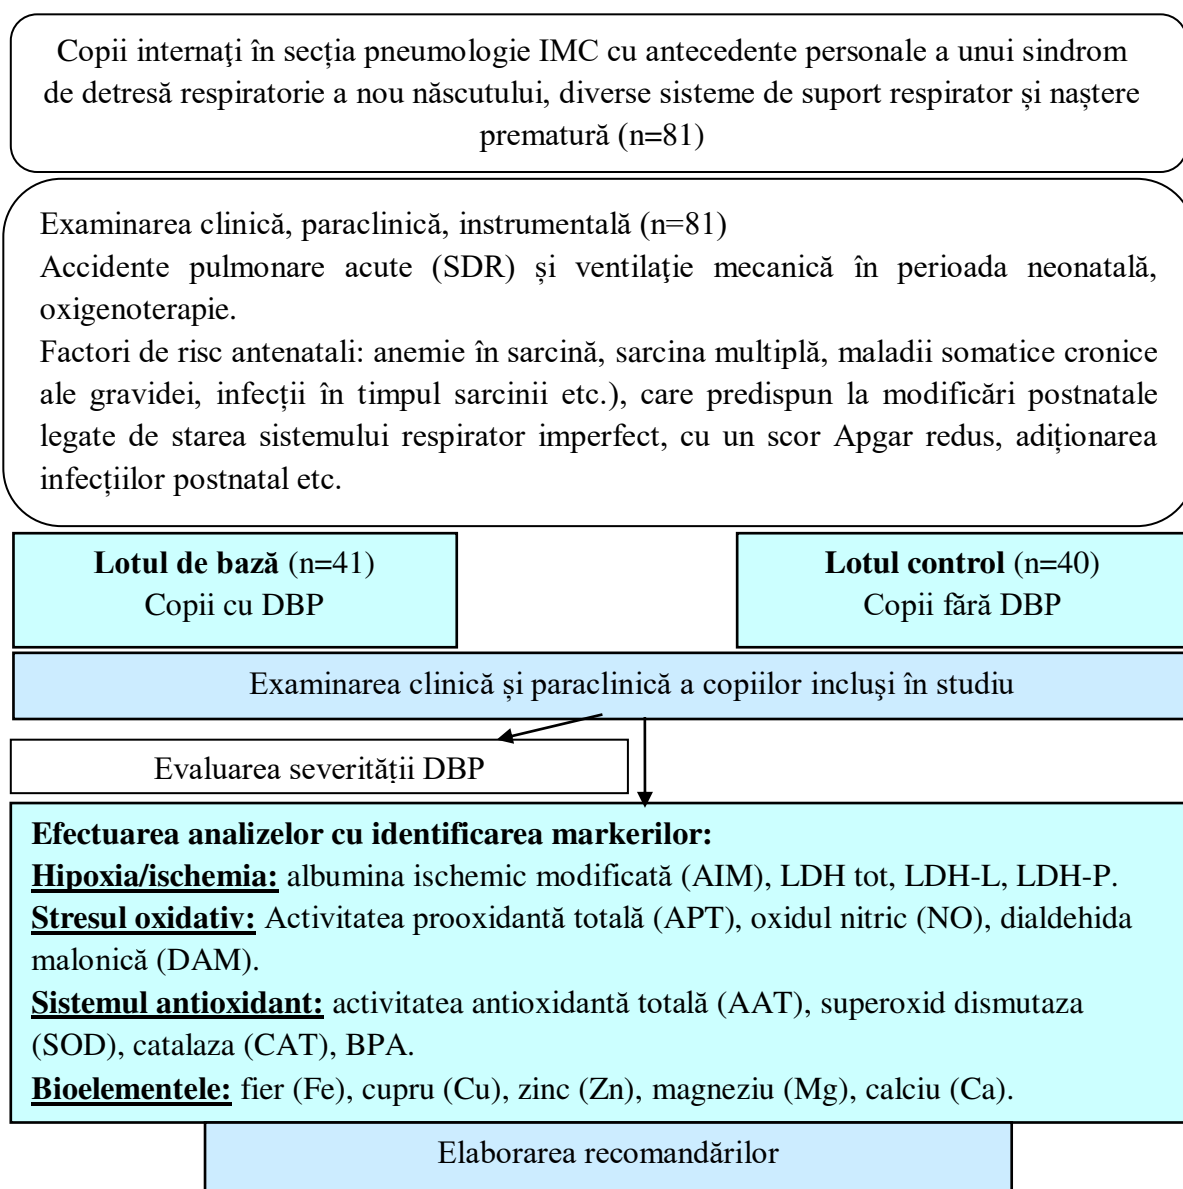 Copii internaţi în secția pneumologie IMC cu antecedente personale a unui sindrom
de detresă respiratorie a nou născutului, diverse sisteme de suport respirator și naștere
prematură (n=81)
Examinarea clinică, paraclinică, instrumentală (n=81)
Accidente pulmonare acute (SDR) și ventilaţie mecanică în perioada neonatală,
oxigenoterapie.
Factori de risc antenatali: anemie în sarcină, sarcina multiplă, maladii somatice cronice
ale gravidei, infecții în timpul sarcinii etc.), care predispun la modificări postnatale
legate de starea sistemului respirator imperfect, cu un scor Apgar redus, adiționarea
infecțiilor postnatal etc.
Lotul de bază (n=41)
Copii cu DBP
Lotul control (n=40)
Copii fără DBP
Examinarea clinică și paraclinică a copiilor incluşi în studiu
Evaluarea severității DBP
Efectuarea analizelor cu identificarea markerilor:
Hipoxia/ischemia: albumina ischemic modificată (AIM), LDH tot, LDH-L, LDH-P.
Stresul oxidativ: Activitatea prooxidantă totală (APT), oxidul nitric (NO), dialdehida
malonică (DAM).
Sistemul antioxidant: activitatea antioxidantă totală (AAT), superoxid dismutaza
(SOD), catalaza (CAT), BPA.
Bioelementele: fier (Fe), cupru (Cu), zinc (Zn), magneziu (Mg), calciu (Ca).
Elaborarea recomandărilor